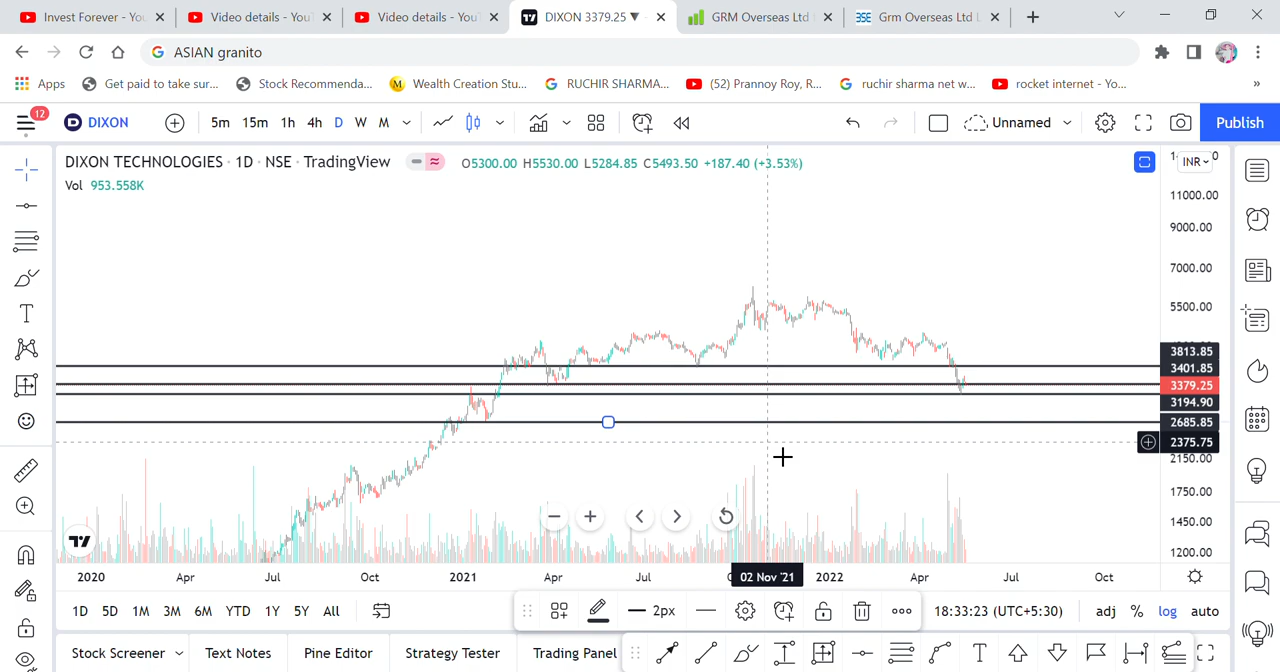 Invest Forever - You
Video details - YouT
Video details - YouT
DIXON 3379.25 ▼
GRM Overseas Ltd
Grm Overseas Ltd L
ASIAN granito
Apps
Get paid to take sur...
Stock Recommenda...
Wealth Creation Stu...
RUCHIR SHARMA...
(52) Prannoy Roy, R...
ruchir sharma net w...
rocket internet - Yo...
12
DIXON
5m 15m 1h 4h D W M
Unnamed
Publish
DIXON TECHNOLOGIES · 1D · NSE · TradingView
O5300.00 H5530.00 L5284.85 C5493.50 +187.40 (+3.53%)
Vol 953.558K
INR
11000.00
9000.00
7000.00
5500.00
3813.85
3401.85
3379.25
3194.90
2685.85
2375.75
2150.00
1750.00
1450.00
1200.00
2020 Apr Jul Oct 2021 Apr Jul 02 Nov '21 2022 Apr Jul Oct
1D 5D 1M 3M 6M YTD 1Y 5Y All
2px
18:33:23 (UTC+5:30) adj % log auto
Stock Screener Text Notes Pine Editor Strategy Tester Trading Panel